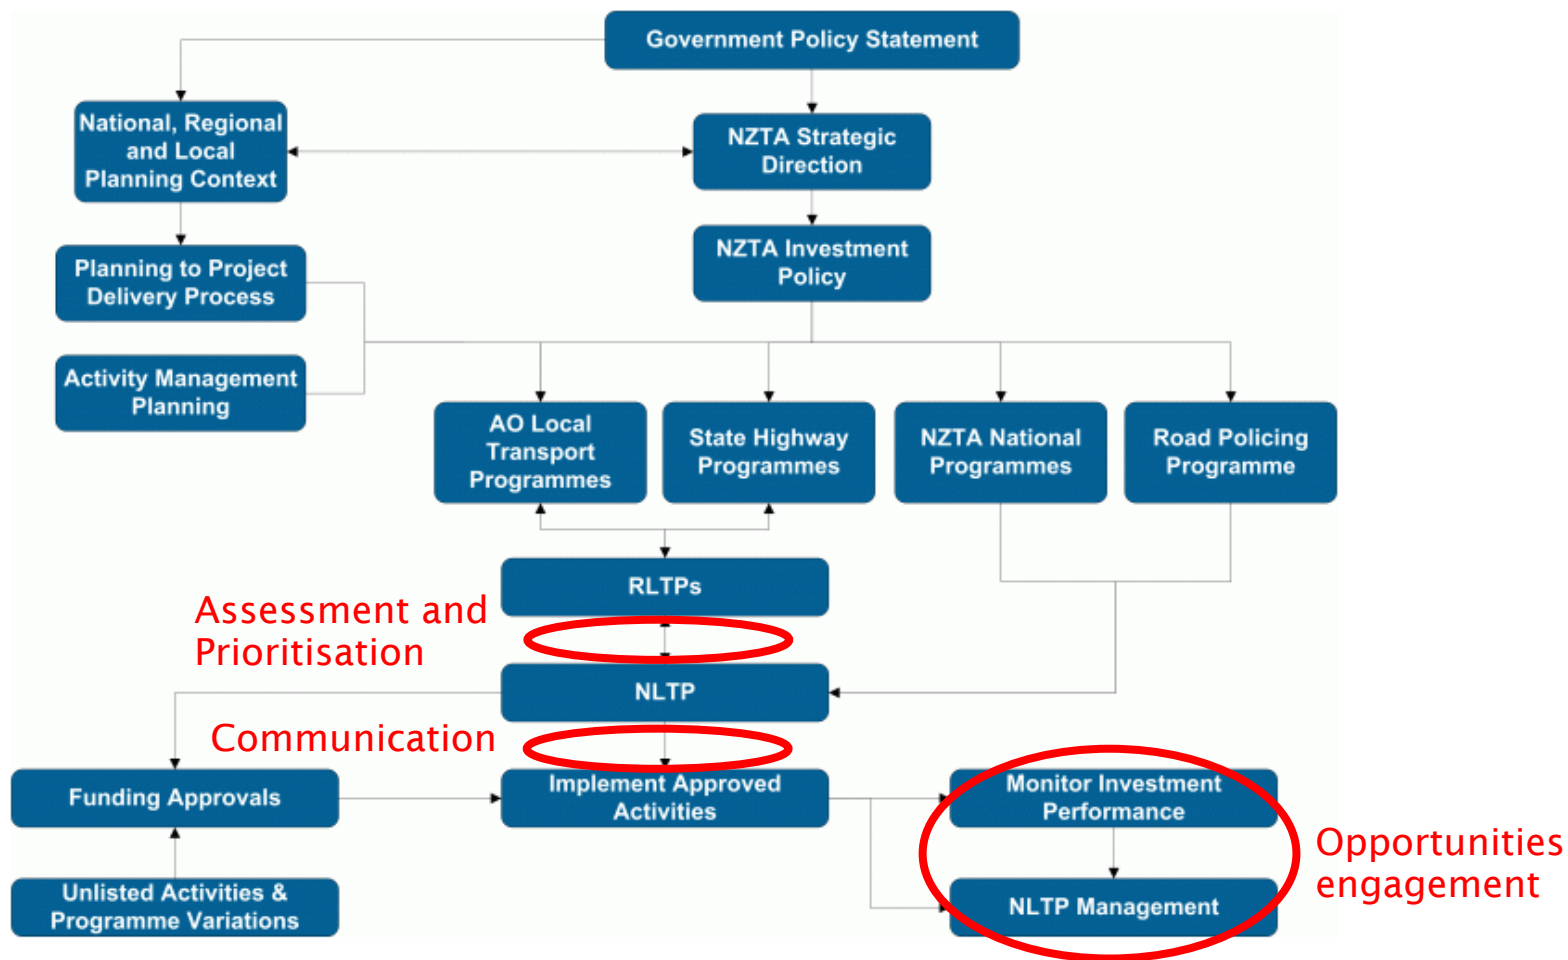 Government Policy Statement
National, Regional
and Local
Planning Context
NZTA Strategic
Direction
NZTA Investment
Policy
Planning to Project
Delivery Process
Activity Management
Planning
AO Local
Transport
Programmes
State Highway
Programmes
NZTA National
Programmes
Road Policing
Programme
RLTPs
Assessment and
Prioritisation
NLTP
Communication
Funding Approvals
Implement Approved
Activities
Monitor Investment
Performance
Opportunities
engagement
Unlisted Activities &
Programme Variations
NLTP Management